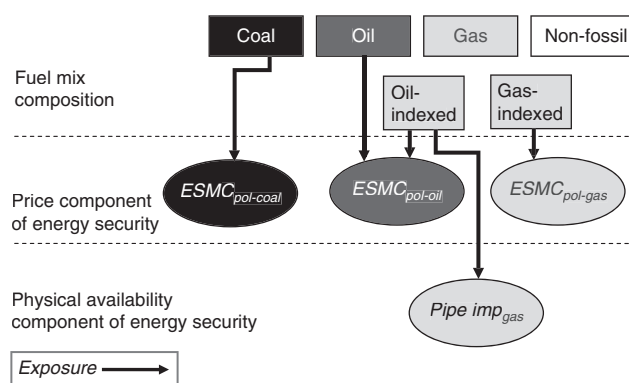 Coal
Oil
Gas
Non-fossil
Fuel mix
composition
Oil-
indexed
Gas-
indexed
Price component
of energy security
ESMCpol-coal
ESMCpol-oil
ESMCpol-gas
Physical availability
component of energy security
Pipe impgas
Exposure